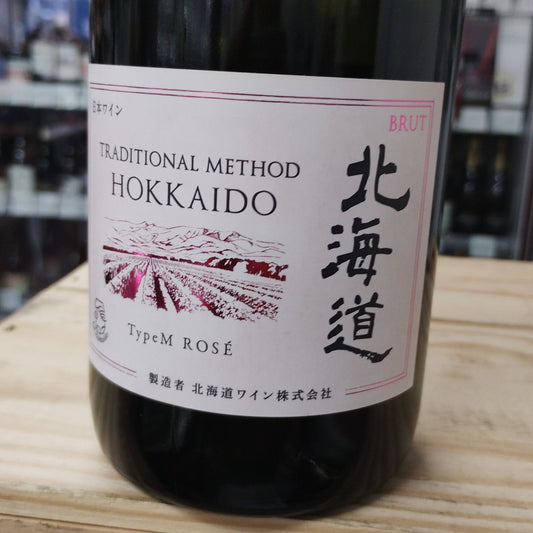 日本ワイン
BRUT
TRADITIONAL METHOD
HOKKAIDO
北海道
TypeM ROSÉ
製造者 北海道ワイン株式会社